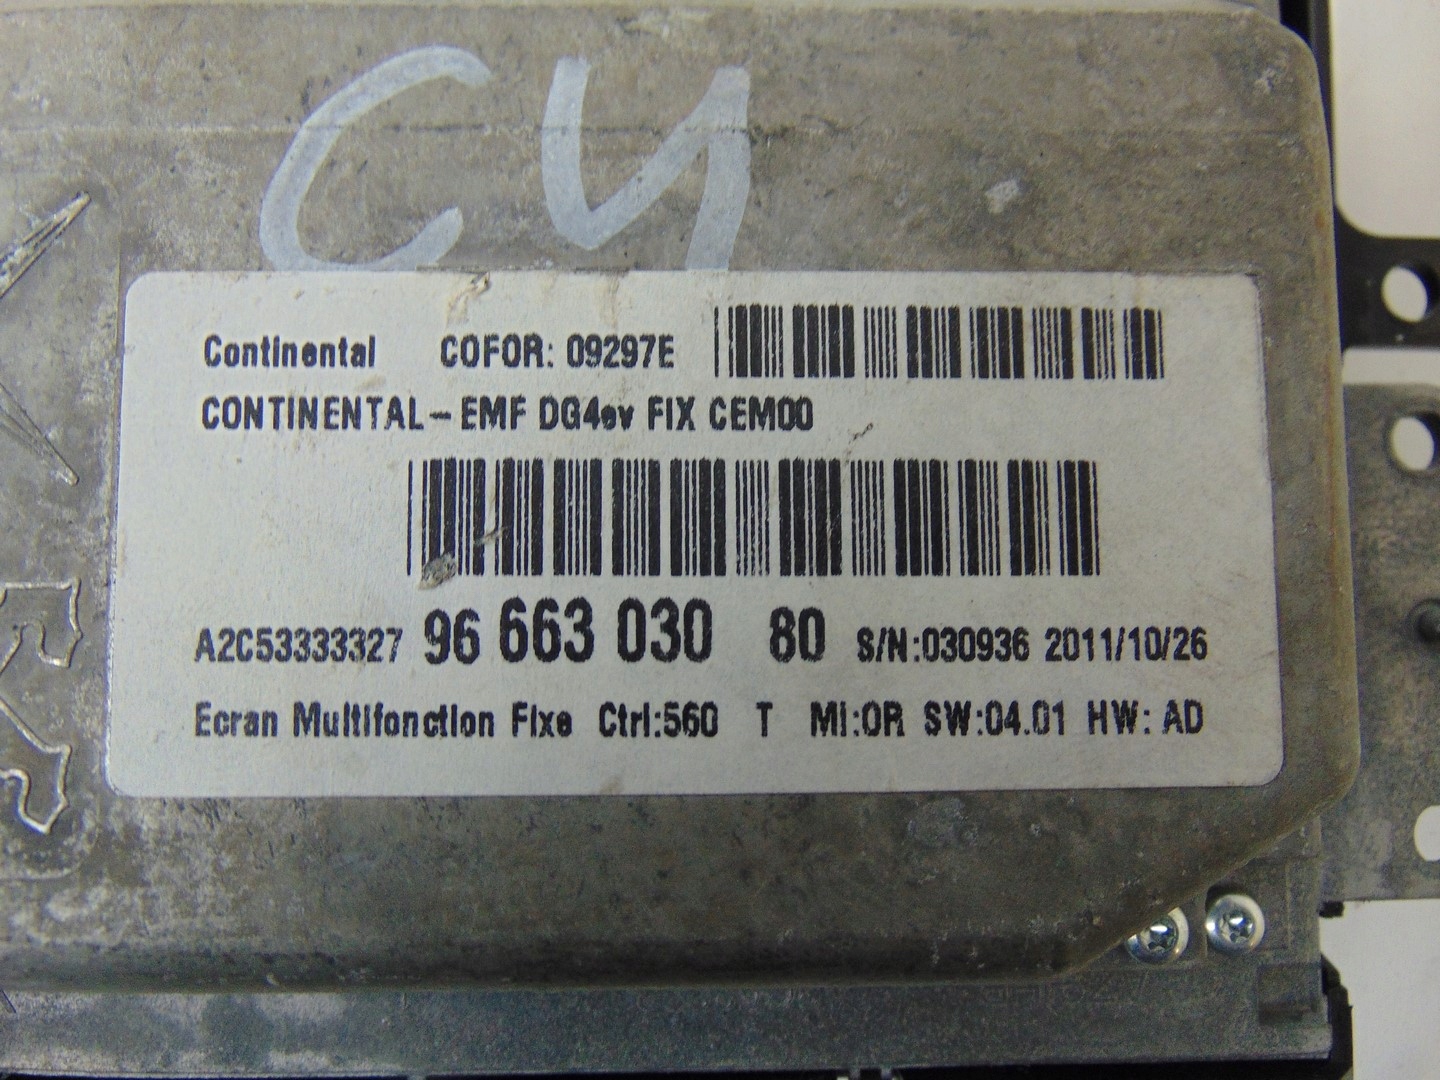 CY
Continental COFOR: 09297E
CONTINENTAL-EMF DG4ev FIX CEM00
A2C53333327 96 663 030 80 S/N:030936 2011/10/26
Ecran Multifonction Fixe Ctrl:560 T MI:OR SW:04.01 HW: AD